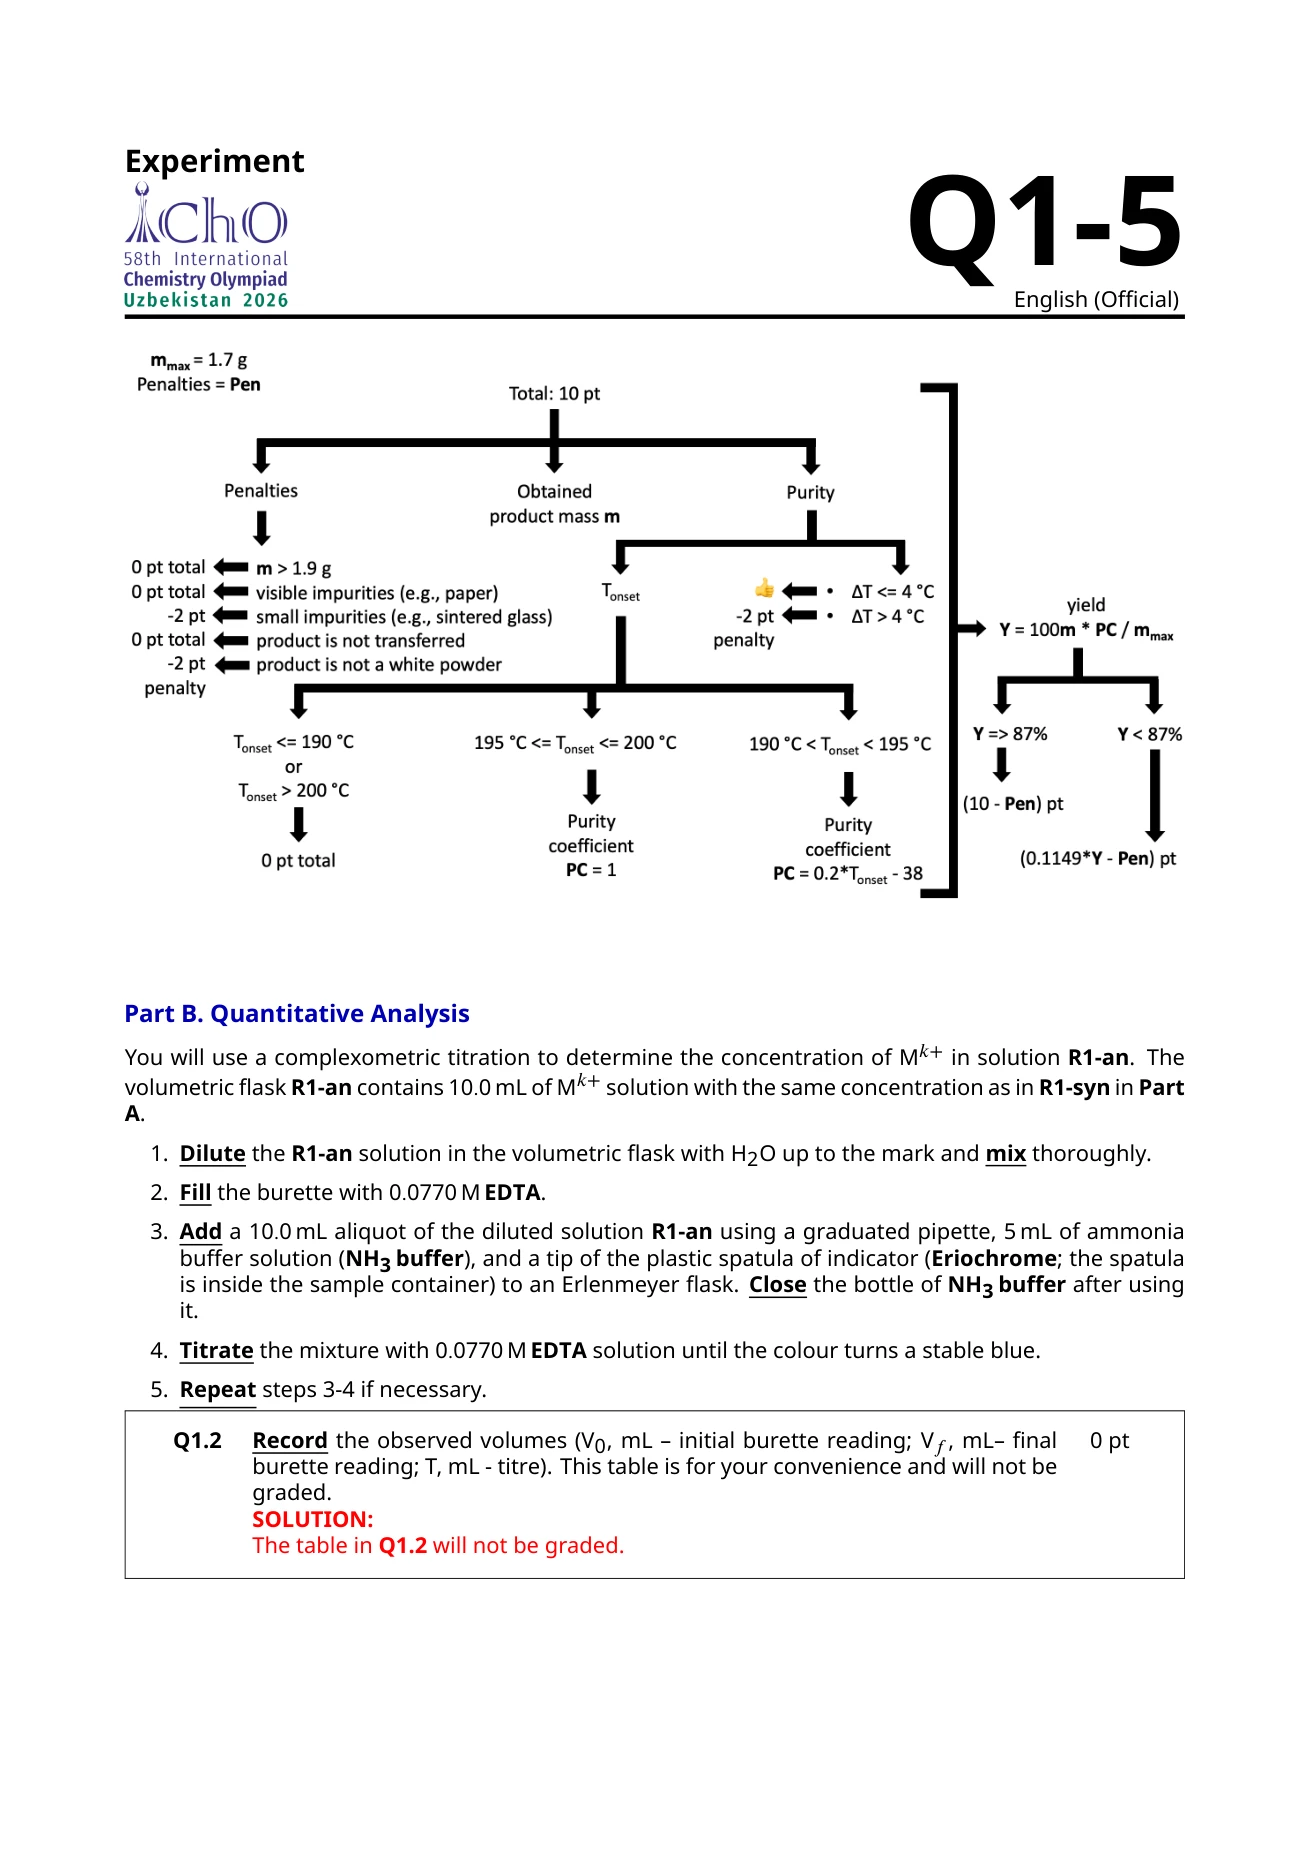 Experiment
ichO
58th International
Chemistry Olympiad
Uzbekistan 2026
Q1-5
English (Official)
m_max = 1.7 g
Penalties = Pen
Total: 10 pt
Penalties
Obtained
product mass m
Purity
0 pt total m > 1.9 g
0 pt total visible impurities (e.g., paper)
-2 pt small impurities (e.g., sintered glass)
0 pt total product is not transferred
-2 pt product is not a white powder
penalty
T_onset
👍 • ΔT <= 4 °C
-2 pt • ΔT > 4 °C
penalty
yield
Y = 100m * PC / m_max
T_onset <= 190 °C
or
T_onset > 200 °C
0 pt total
195 °C <= T_onset <= 200 °C
Purity
coefficient
PC = 1
190 °C < T_onset < 195 °C
Purity
coefficient
PC = 0.2*T_onset - 38
Y => 87%
(10 - Pen) pt
Y < 87%
(0.1149*Y - Pen) pt
Part B. Quantitative Analysis
You will use a complexometric titration to determine the concentration of M^k+ in solution R1-an. The
volumetric flask R1-an contains 10.0 mL of M^k+ solution with the same concentration as in R1-syn in Part
A.
1. Dilute the R1-an solution in the volumetric flask with H₂O up to the mark and mix thoroughly.
2. Fill the burette with 0.0770 M EDTA.
3. Add a 10.0 mL aliquot of the diluted solution R1-an using a graduated pipette, 5 mL of ammonia
buffer solution (NH₃ buffer), and a tip of the plastic spatula of indicator (Eriochrome; the spatula
is inside the sample container) to an Erlenmeyer flask. Close the bottle of NH₃ buffer after using
it.
4. Titrate the mixture with 0.0770 M EDTA solution until the colour turns a stable blue.
5. Repeat steps 3-4 if necessary.
Q1.2 Record the observed volumes (V₀, mL – initial burette reading; V_f, mL– final 0 pt
burette reading; T, mL - titre). This table is for your convenience and will not be
graded.
SOLUTION:
The table in Q1.2 will not be graded.